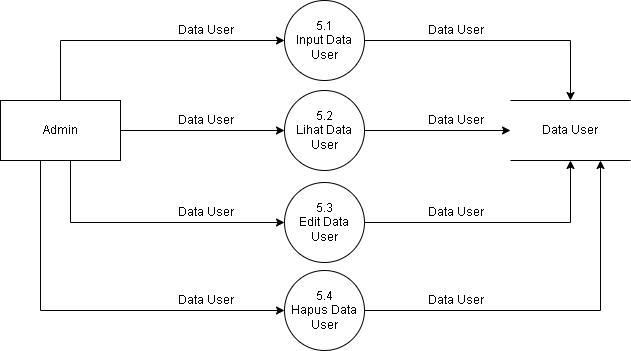 Data User
5.1
Input Data
User
Data User
Admin
Data User
5.2
Lihat Data
User
Data User
Data User
Data User
5.3
Edit Data
User
Data User
Data User
5.4
Hapus Data
User
Data User